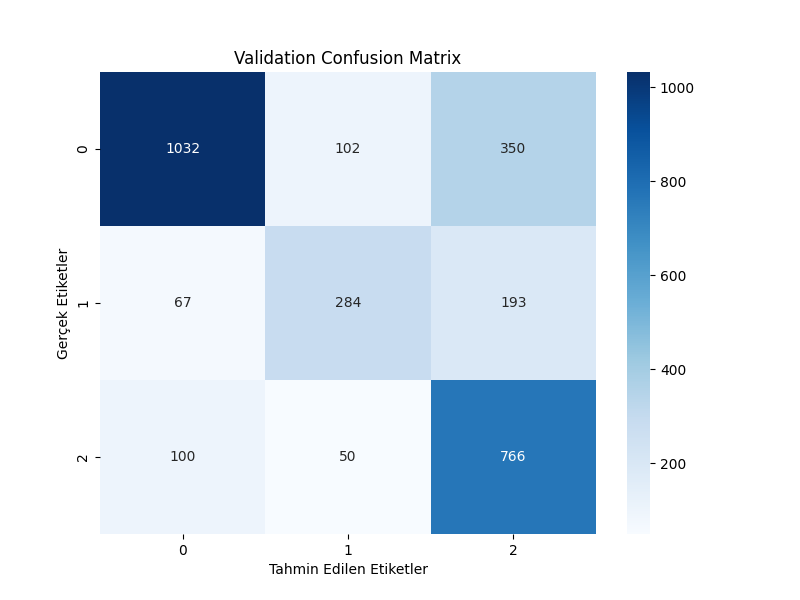 Validation Confusion Matrix
Gerçek Etiketler
0 1032 102 350
1 67 284 193
2 100 50 766
0 1 2
Tahmin Edilen Etiketler
1000
800
600
400
200